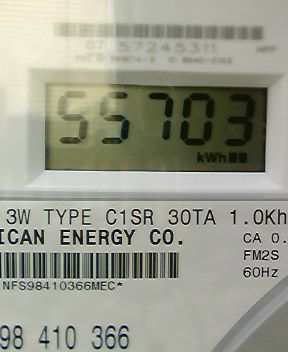 07 57245311
55703
kWh
3W TYPE C1SR 30TA 1.0Kh
ICAN ENERGY CO.
CA 0.
FM2S
60Hz
NFS98410366MEC*
98 410 366